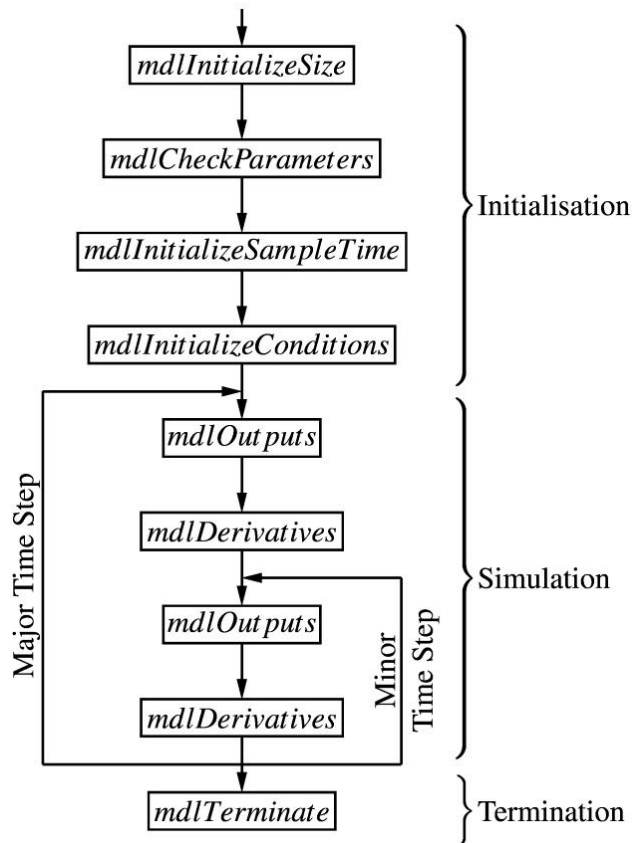 mdlInitializeSize
mdlCheckParameters
mdlInitializeSampleTime
mdlInitializeConditions
Initialisation
mdlOutputs
mdlDerivatives
mdlOutputs
mdlDerivatives
Major Time Step
Minor
Time Step
Simulation
mdlTerminate
Termination